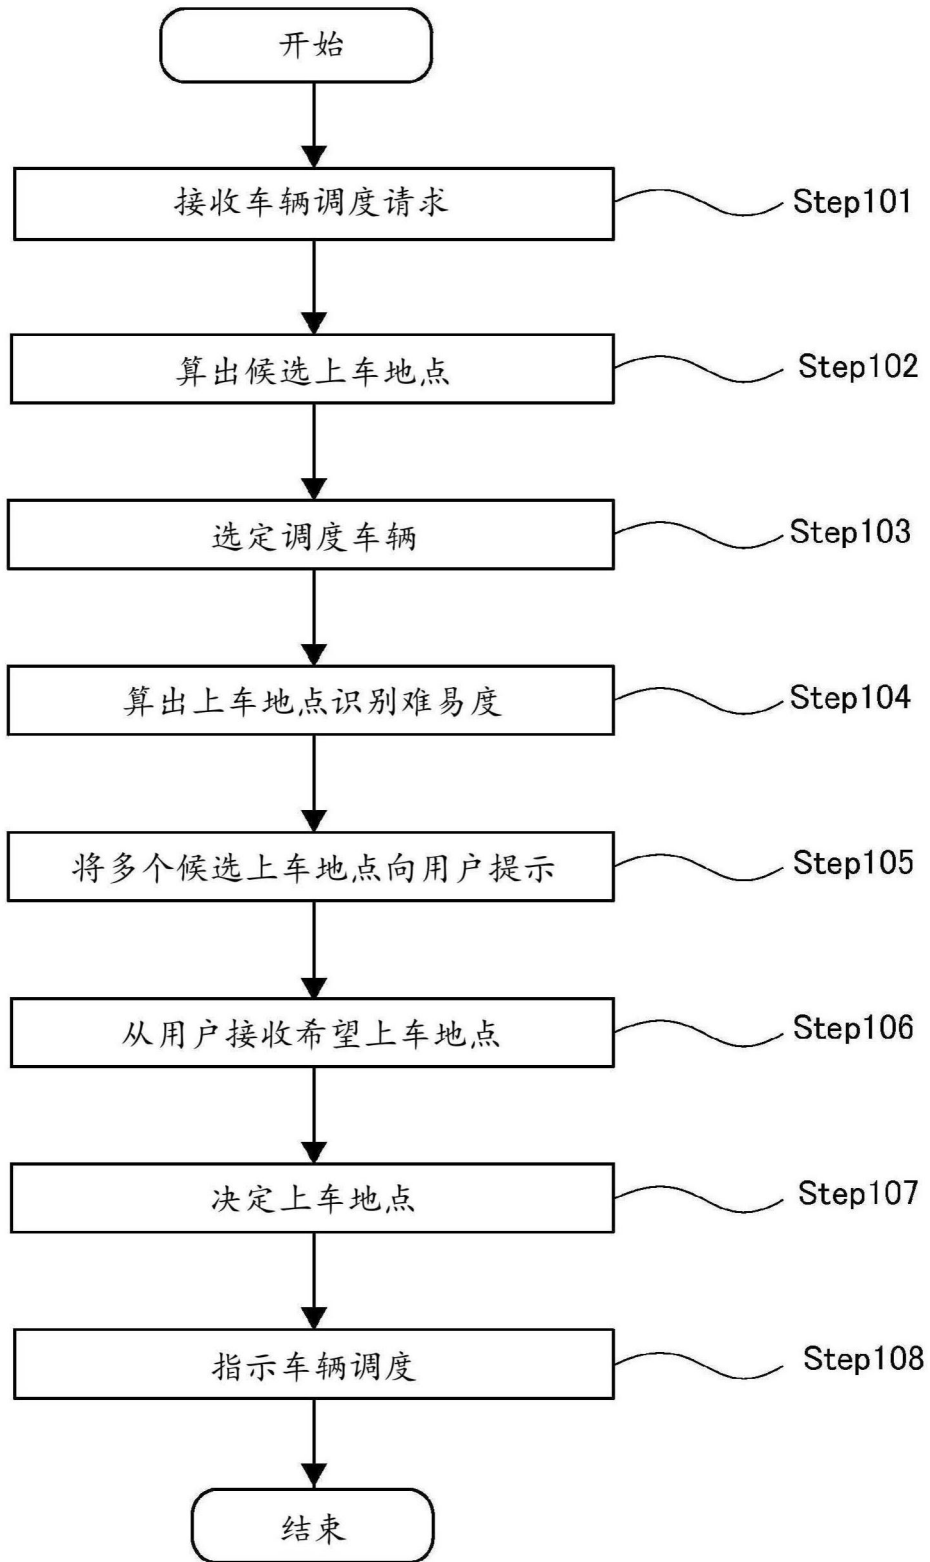 开始
接收车辆调度请求
Step101
算出候选上车地点
Step102
选定调度车辆
Step103
算出上车地点识别难易度
Step104
将多个候选上车地点向用户提示
Step105
从用户接收希望上车地点
Step106
决定上车地点
Step107
指示车辆调度
Step108
结束